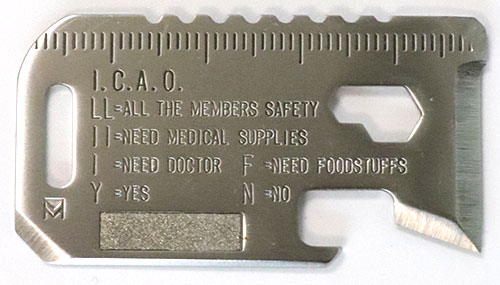 I.C.A.O.
LL=ALL THE MEMBERS SAFETY
II=NEED MEDICAL SUPPLIES
I=NEED DOCTOR F=NEED FOODSTUFFS
Y=YES N=NO